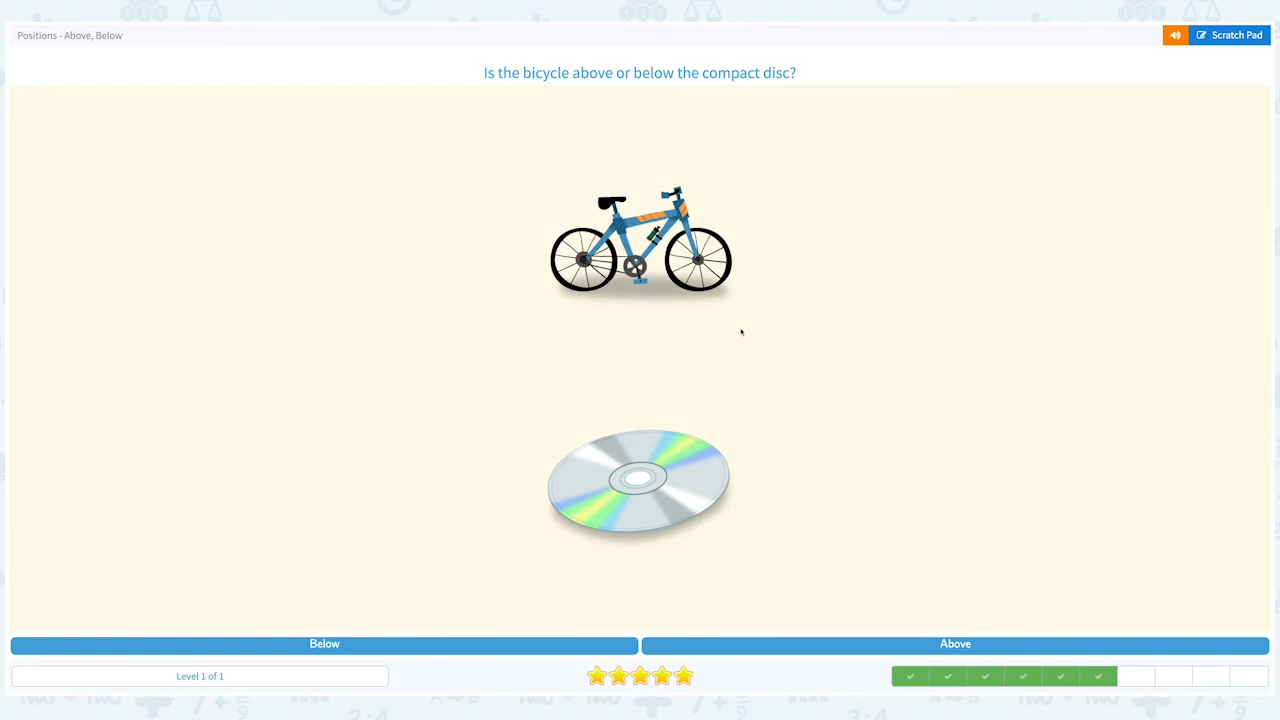 Positions - Above, Below
Scratch Pad
Is the bicycle above or below the compact disc?
Below
Above
Level 1 of 1